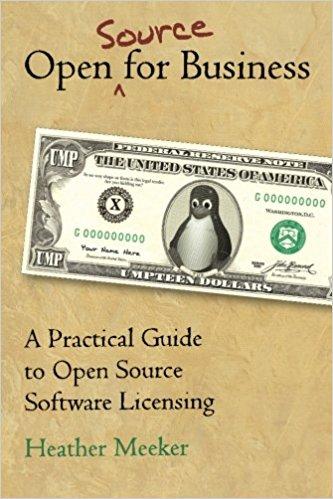 Source
Open ^ for Business
FEDERAL RESERVE NOTE
THE UNITED STATES OF AMERICA
UMP
UMP
X
G 000000000
WASHINGTON, D.C.
G 000000000
Your Name Here
UMPTEEN DOLLARS
A Practical Guide
to Open Source
Software Licensing
Heather Meeker